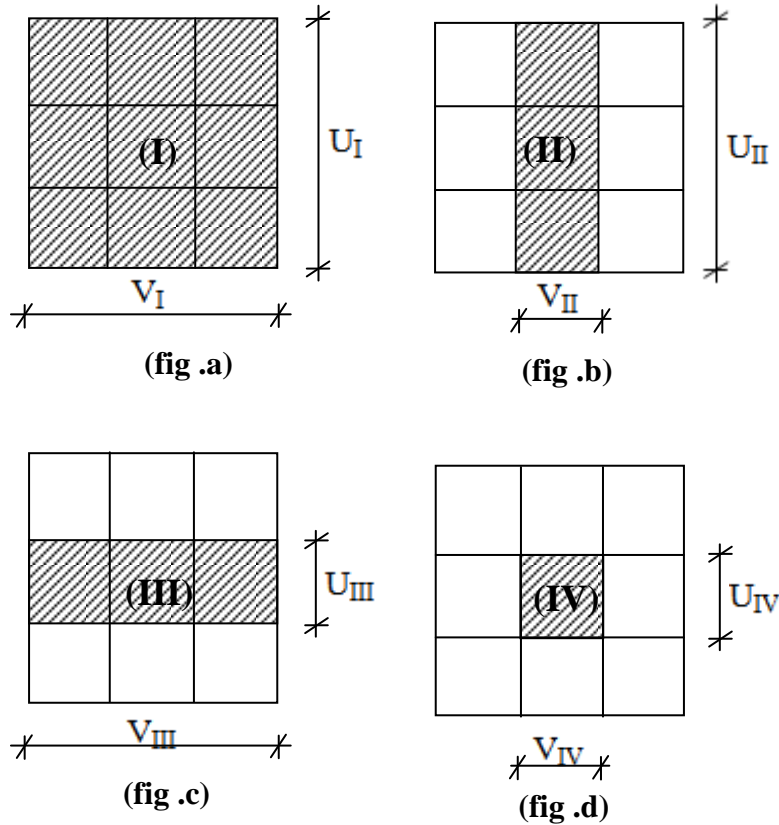 (I)
U_I
V_I
(fig .a)
(II)
U_II
V_II
(fig .b)
(III)
U_III
V_III
(fig .c)
(IV)
U_IV
V_IV
(fig .d)